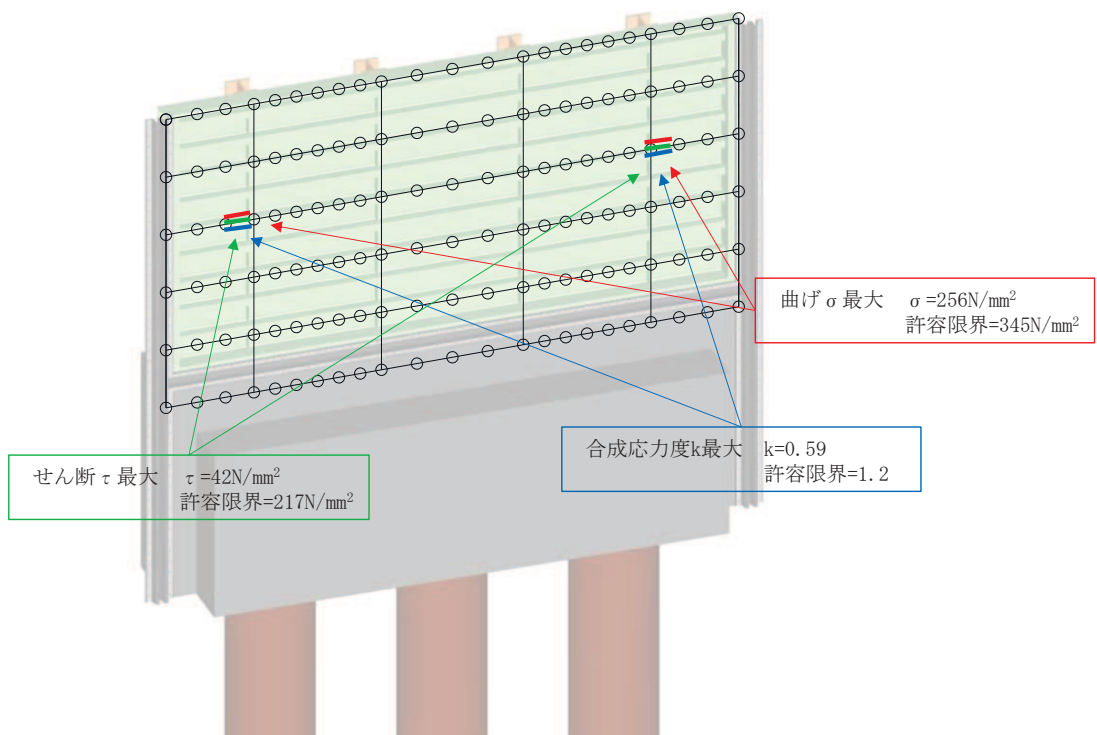 曲げσ最大 σ=256N/mm²
許容限界=345N/mm²
合成応力度k最大 k=0.59
許容限界=1.2
せん断τ最大 τ=42N/mm²
許容限界=217N/mm²